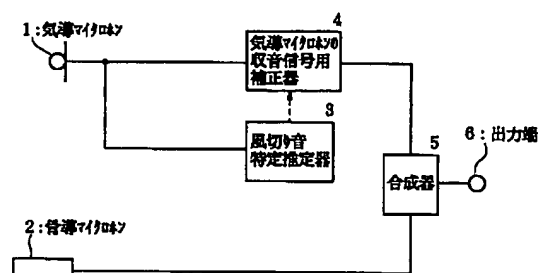 1:気導マイクロホン
4
気導マイクロホンの
収音信号用
補正器
3
風切り音
特定推定器
5
合成器
6:出力端
2:骨導マイクロホン